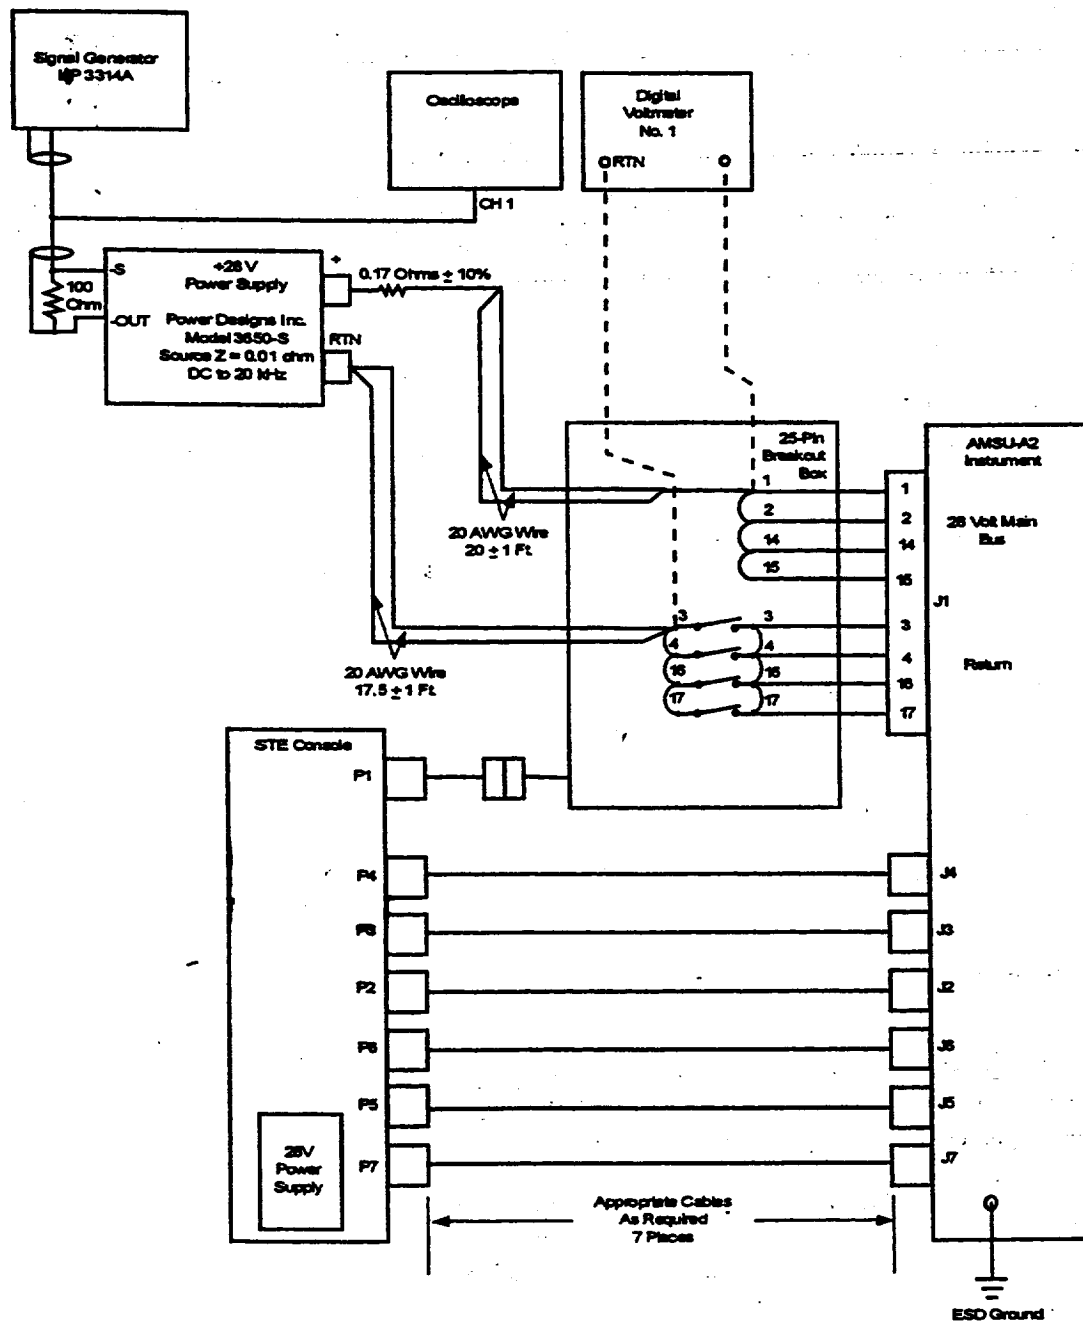 Signal Generator
HP 3314A
Oscilloscope
CH 1
Digital
Voltmeter
No. 1
RTN
-S
100
Ohm
-OUT
+28 V
Power Supply
Power Designs Inc.
Model 3650-S
Source Z = 0.01 ohm
DC to 20 kHz
+
RTN
0.17 Ohms ± 10%
20 AWG Wire
20 ± 1 Ft.
20 AWG Wire
17.5 ± 1 Ft.
25-Pin
Breakout
Box
1
2
14
15
3
4
16
17
3
4
16
17
AMSU-A2
Instrument
1
2
14
15
3
4
16
17
28 Volt Main
Bus
J1
Return
STE Console
P1
P4
P3
P2
P6
P5
P7
28V
Power
Supply
J4
J3
J2
J6
J5
J7
Appropriate Cables
As Required
7 Places
ESD Ground